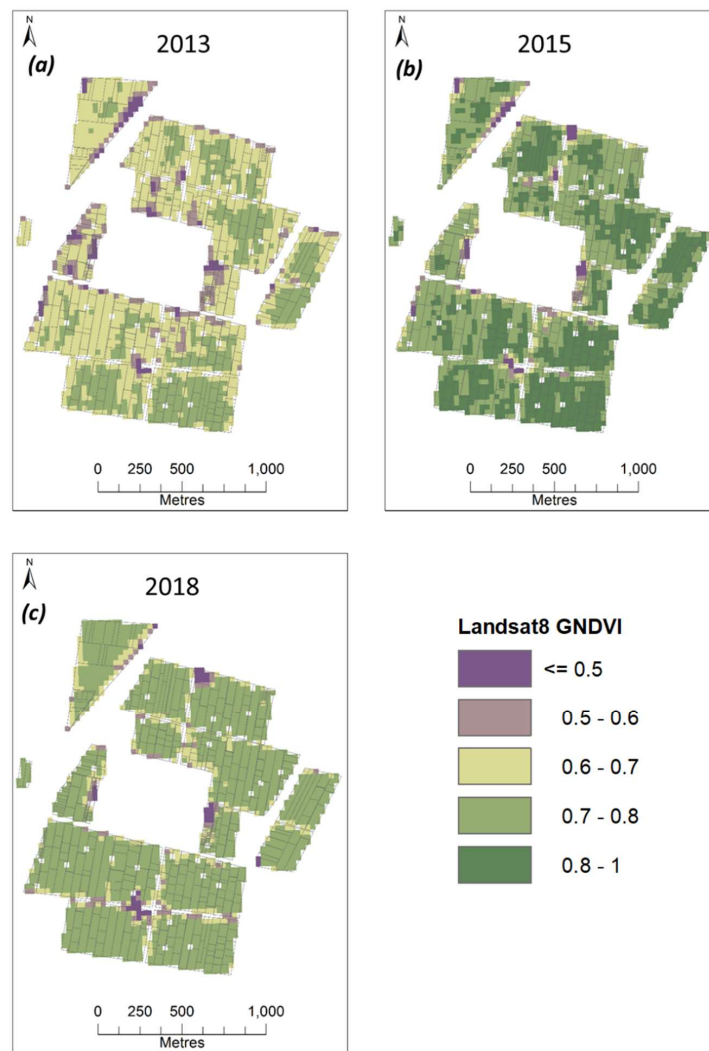 N
2013
(a)
0 250 500 1,000
Metres
N
2015
(b)
0 250 500 1,000
Metres
N
2018
(c)
0 250 500 1,000
Metres
Landsat8 GNDVI
<= 0.5
0.5 - 0.6
0.6 - 0.7
0.7 - 0.8
0.8 - 1